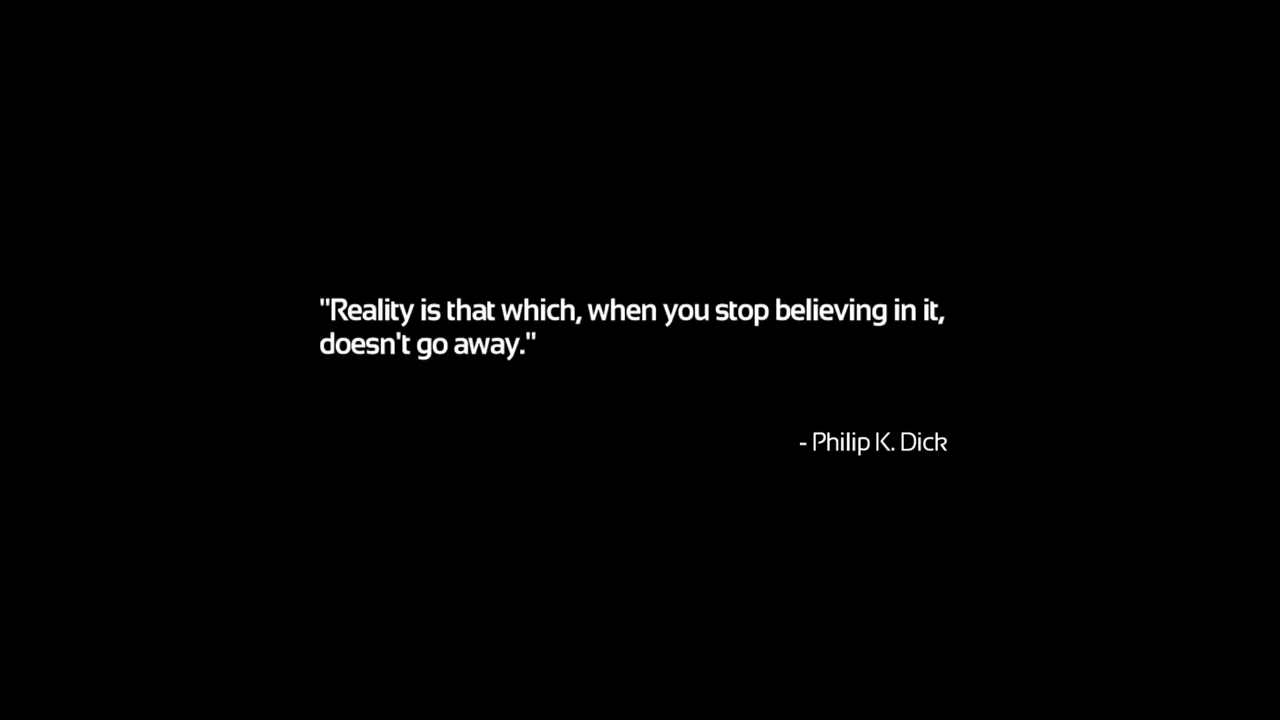 "Reality is that which, when you stop believing in it,
doesn't go away."
- Philip K. Dick